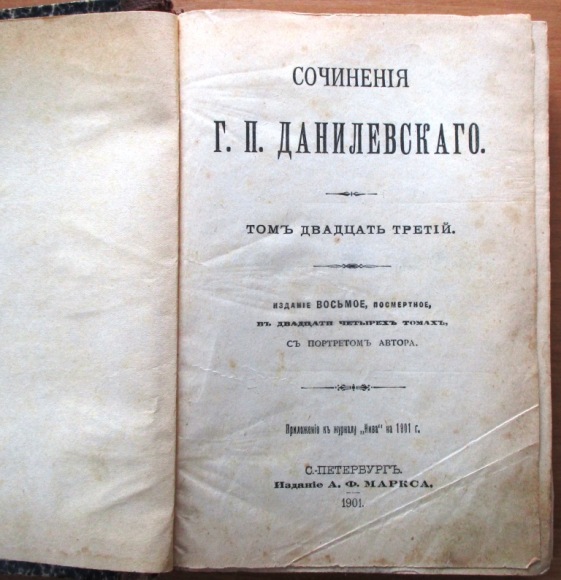 СОЧИНЕНІЯ
Г. П. ДАНИЛЕВСКАГО.
ТОМЪ ДВАДЦАТЬ ТРЕТІЙ.
ИЗДАНІЕ ВОСЬМОЕ, ПОСМЕРТНОЕ,
ВЪ ДВАДЦАТИ ЧЕТЫРЕХЪ ТОМАХЪ,
СЪ ПОРТРЕТОМЪ АВТОРА.
Приложеніе къ журналу „Нива“ на 1901 г.
С.-ПЕТЕРБУРГЪ.
Изданіе А. Ф. МАРКСА.
1901.